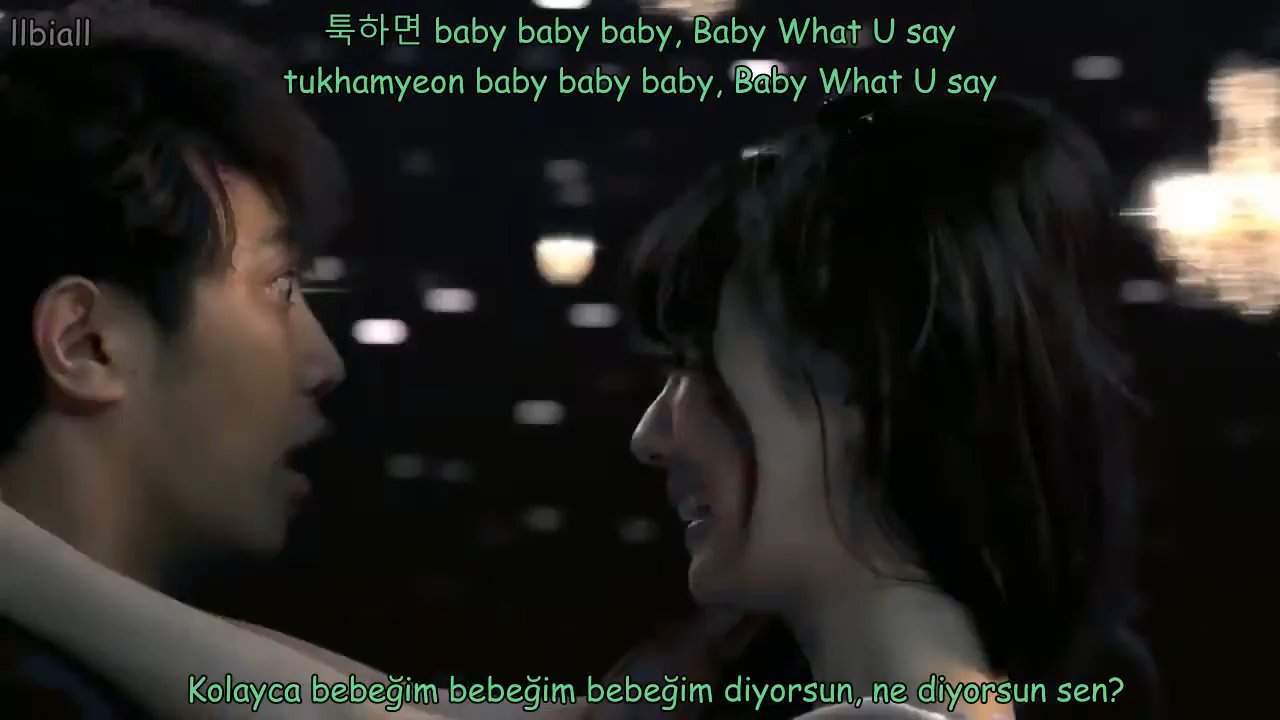 llbiall
툭하면 baby baby baby, Baby What U say
tukhamyeon baby baby baby, Baby What U say
Kolayca bebeğim bebeğim bebeğim diyorsun, ne diyorsun sen?